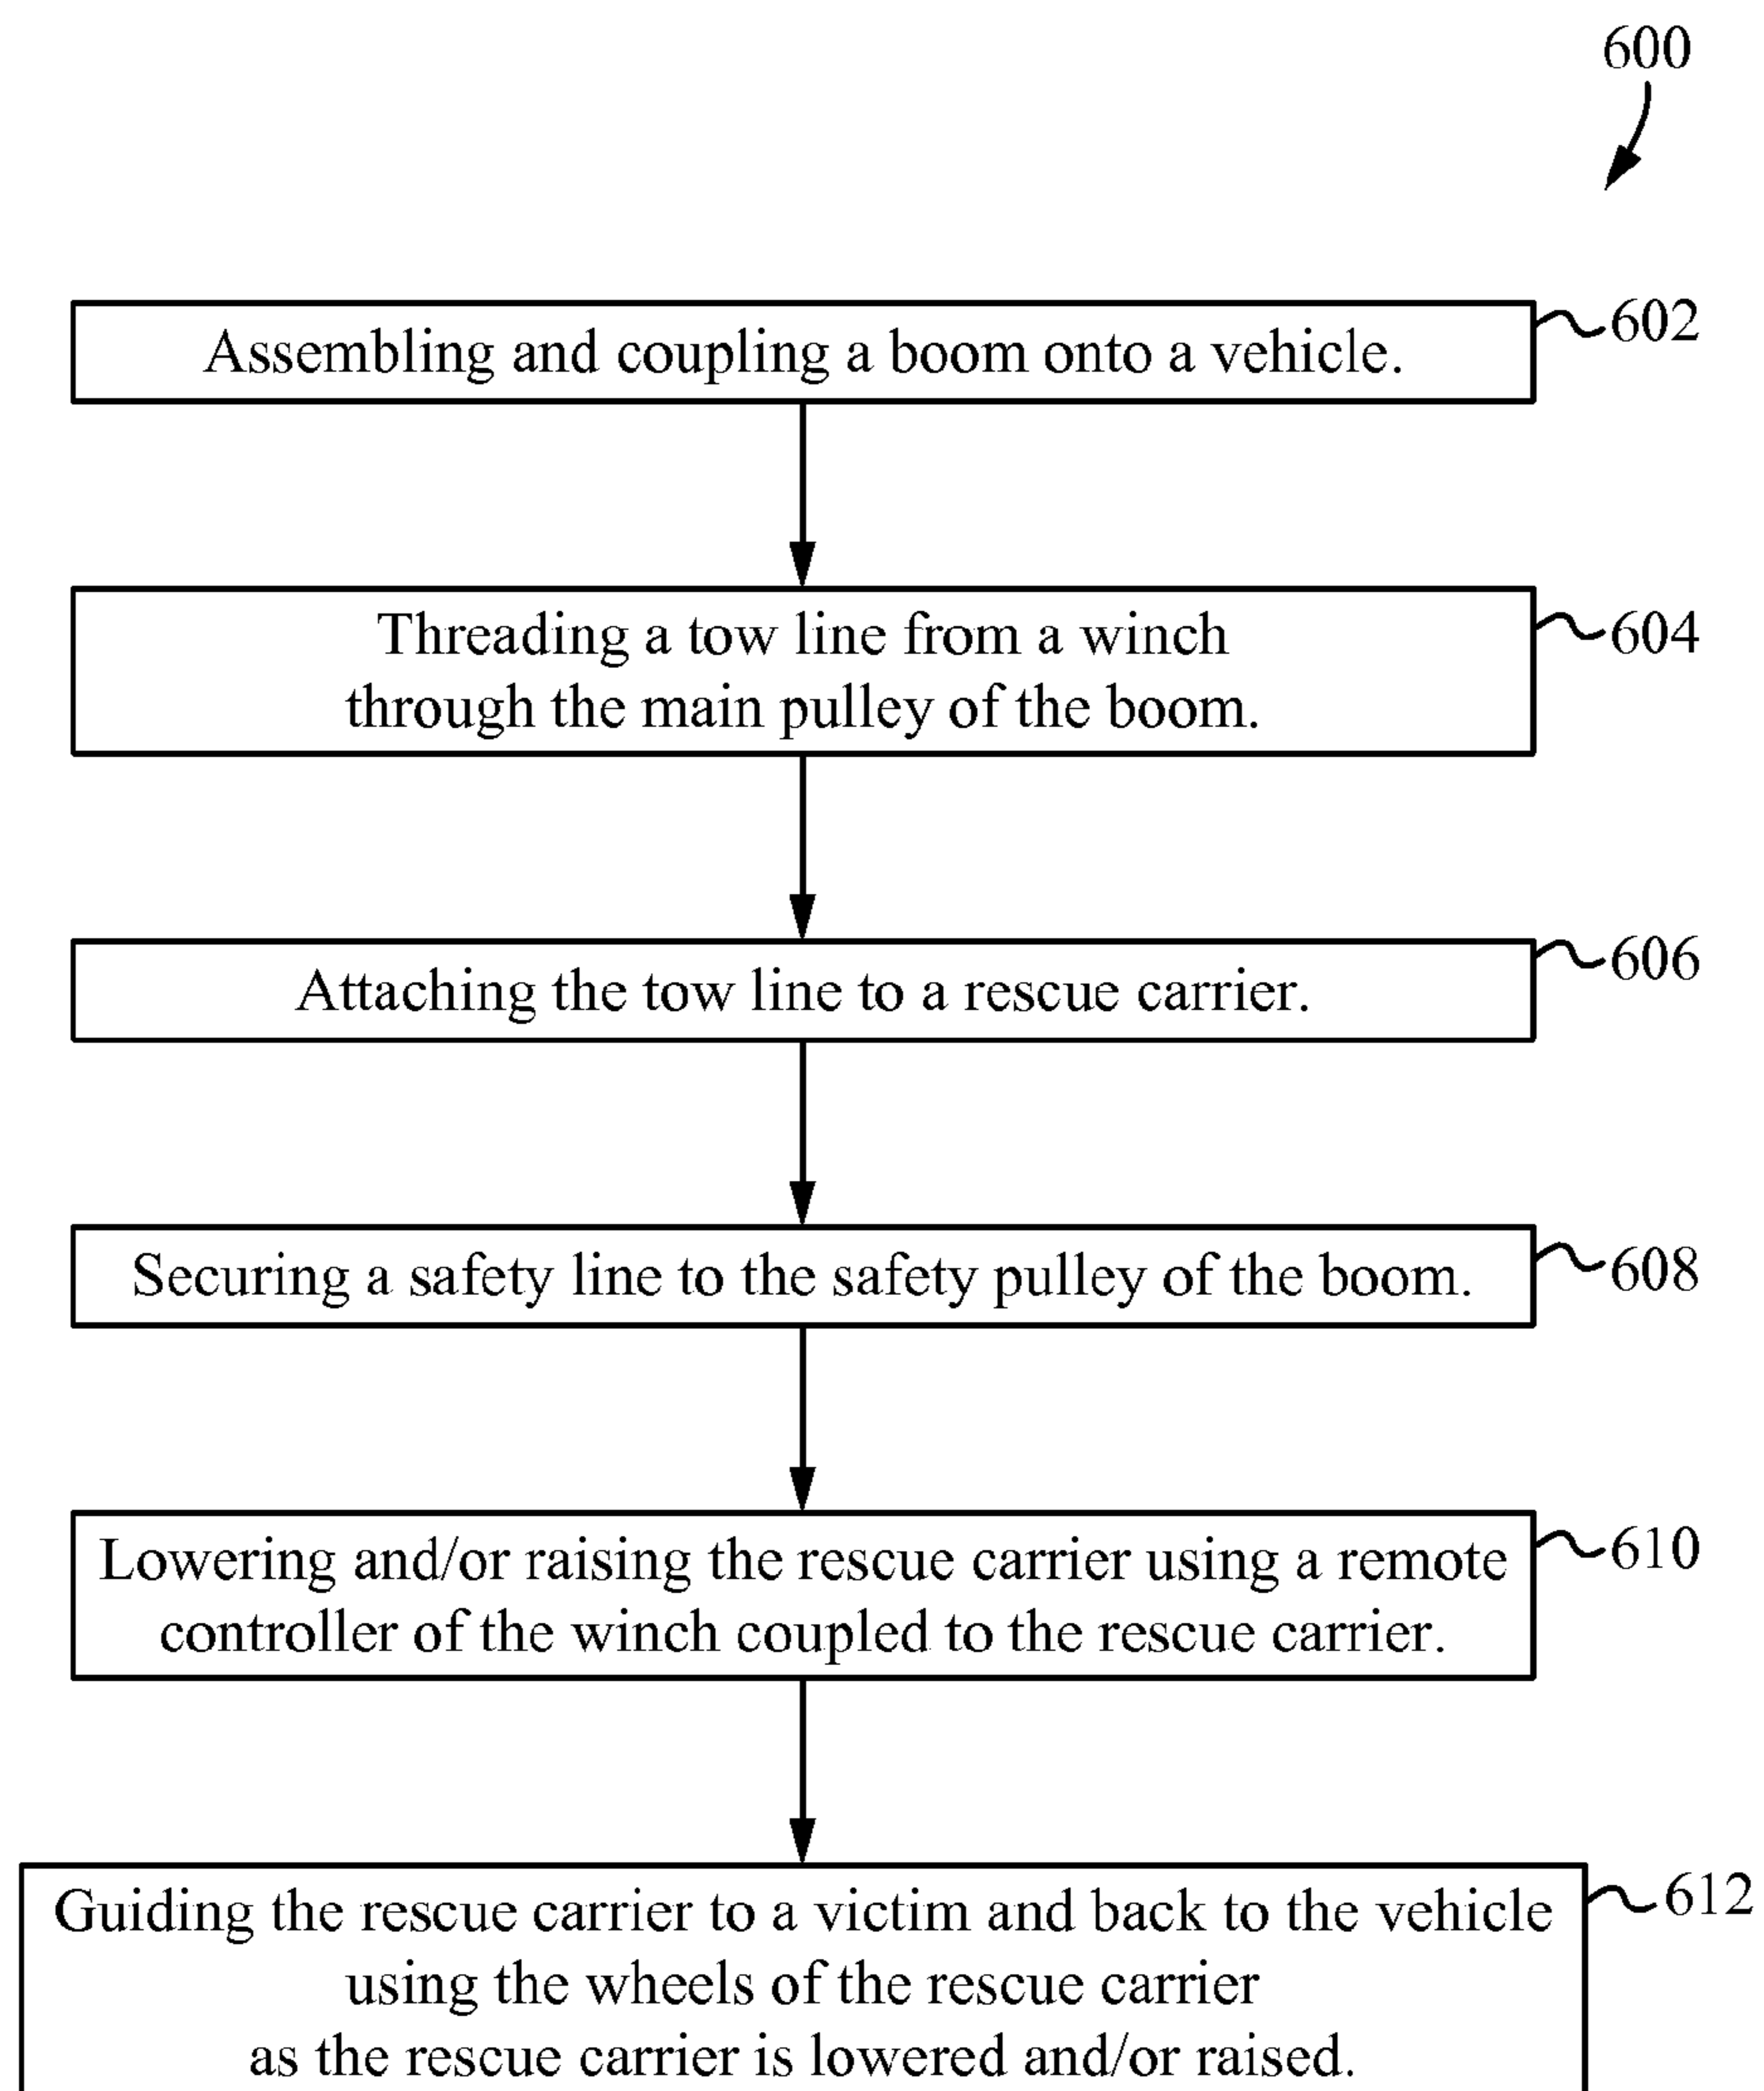 600
Assembling and coupling a boom onto a vehicle.
602
Threading a tow line from a winch
through the main pulley of the boom.
604
Attaching the tow line to a rescue carrier.
606
Securing a safety line to the safety pulley of the boom.
608
Lowering and/or raising the rescue carrier using a remote
controller of the winch coupled to the rescue carrier.
610
Guiding the rescue carrier to a victim and back to the vehicle
using the wheels of the rescue carrier
as the rescue carrier is lowered and/or raised.
612